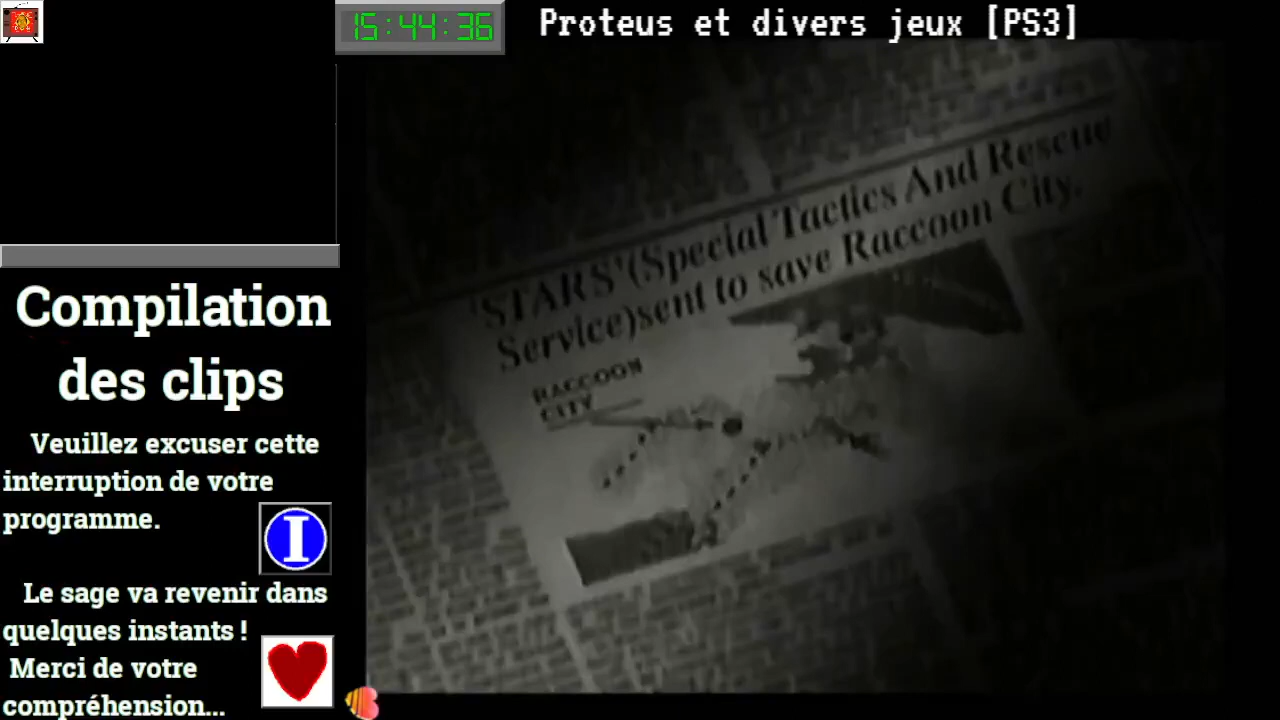 15:44:36
Proteus et divers jeux [PS3]
'STARS'(Special Tactics And Rescue
Service)sent to save Raccoon City.
RACCOON
CITY
Compilation
des clips
Veuillez excuser cette
interruption de votre
programme.
I
Le sage va revenir dans
quelques instants !
Merci de votre
compréhension...